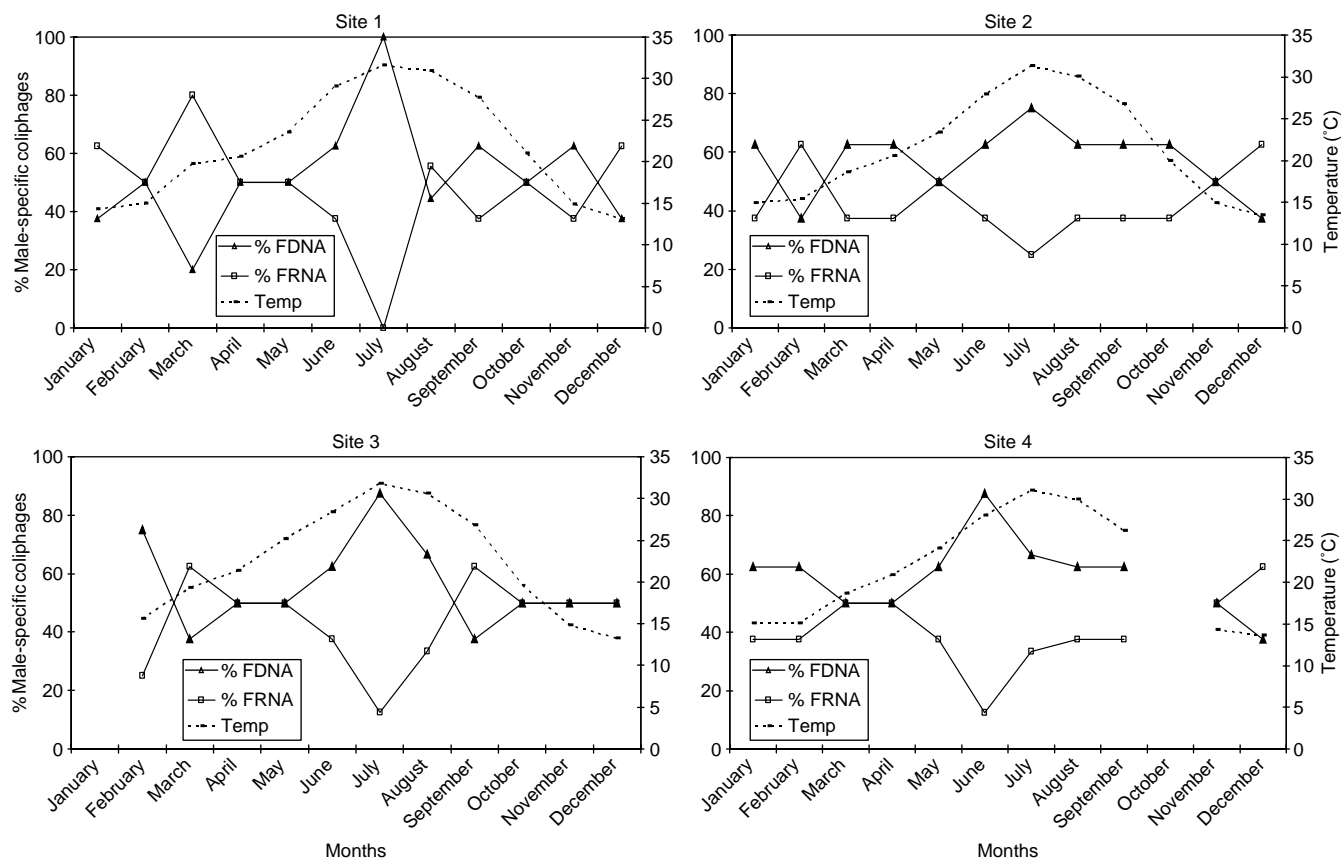 Site 1
% Male-specific coliphages
100
80
60
40
20
0
35
30
25
20
15
10
5
0
% FDNA
% FRNA
Temp
January
February
March
April
May
June
July
August
September
October
November
December
Site 2
100
80
60
40
20
0
35
30
25
20
15
10
5
0
Temperature (˚C)
% FDNA
% FRNA
Temp
January
February
March
April
May
June
July
August
September
October
November
December
Site 3
% Male-specific coliphages
100
80
60
40
20
0
35
30
25
20
15
10
5
0
% FDNA
% FRNA
Temp
January
February
March
April
May
June
July
August
September
October
November
December
Months
Site 4
100
80
60
40
20
0
35
30
25
20
15
10
5
0
Temperature (˚C)
% FDNA
% FRNA
Temp
January
February
March
April
May
June
July
August
September
October
November
December
Months